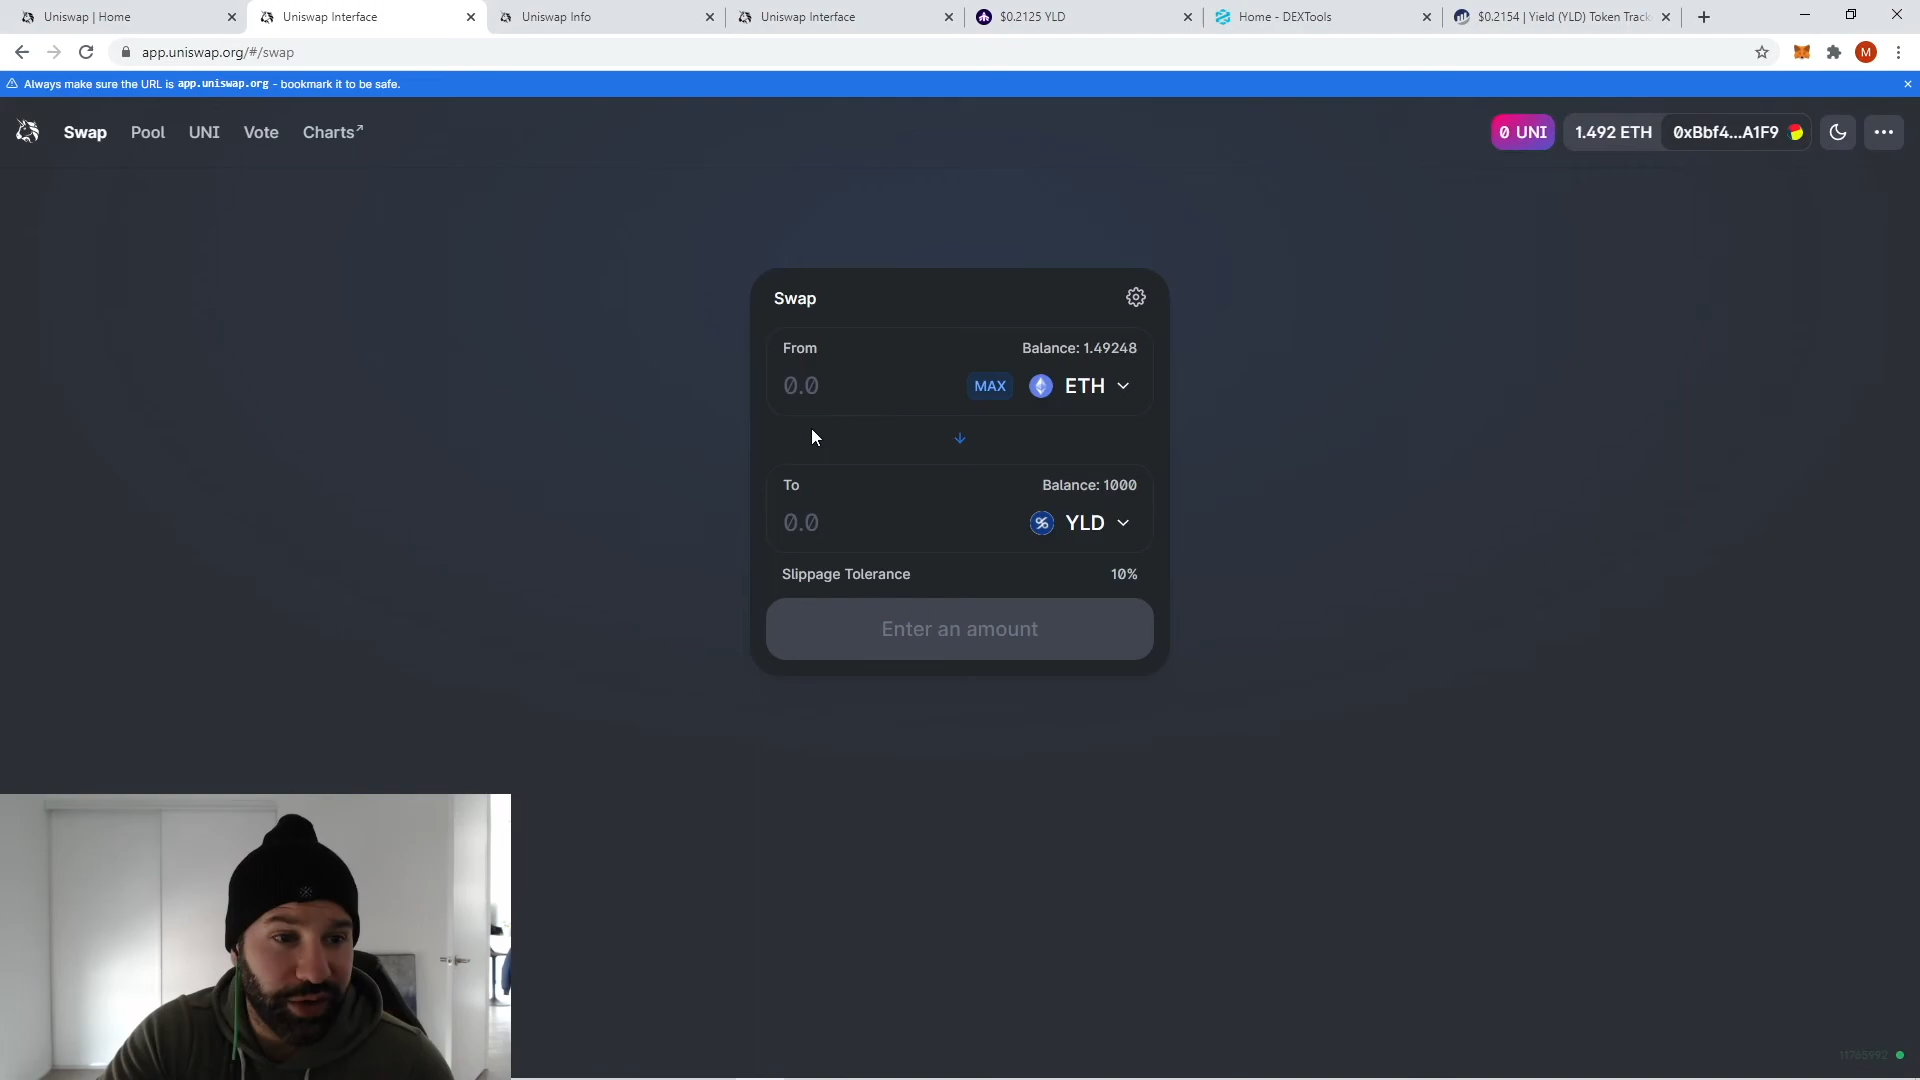 Uniswap | Home
Uniswap Interface
Uniswap Info
Uniswap Interface
$0.2125 YLD
Home - DEXTools
$0.2154 | Yield (YLD) Token Track
app.uniswap.org/#/swap
M
Always make sure the URL is app.uniswap.org - bookmark it to be safe.
Swap
Pool
UNI
Vote
Charts↗
0 UNI
1.492 ETH
0xBbf4...A1F9
Swap
From
Balance: 1.49248
0.0
MAX
ETH
To
Balance: 1000
0.0
YLD
Slippage Tolerance
10%
Enter an amount
11765992